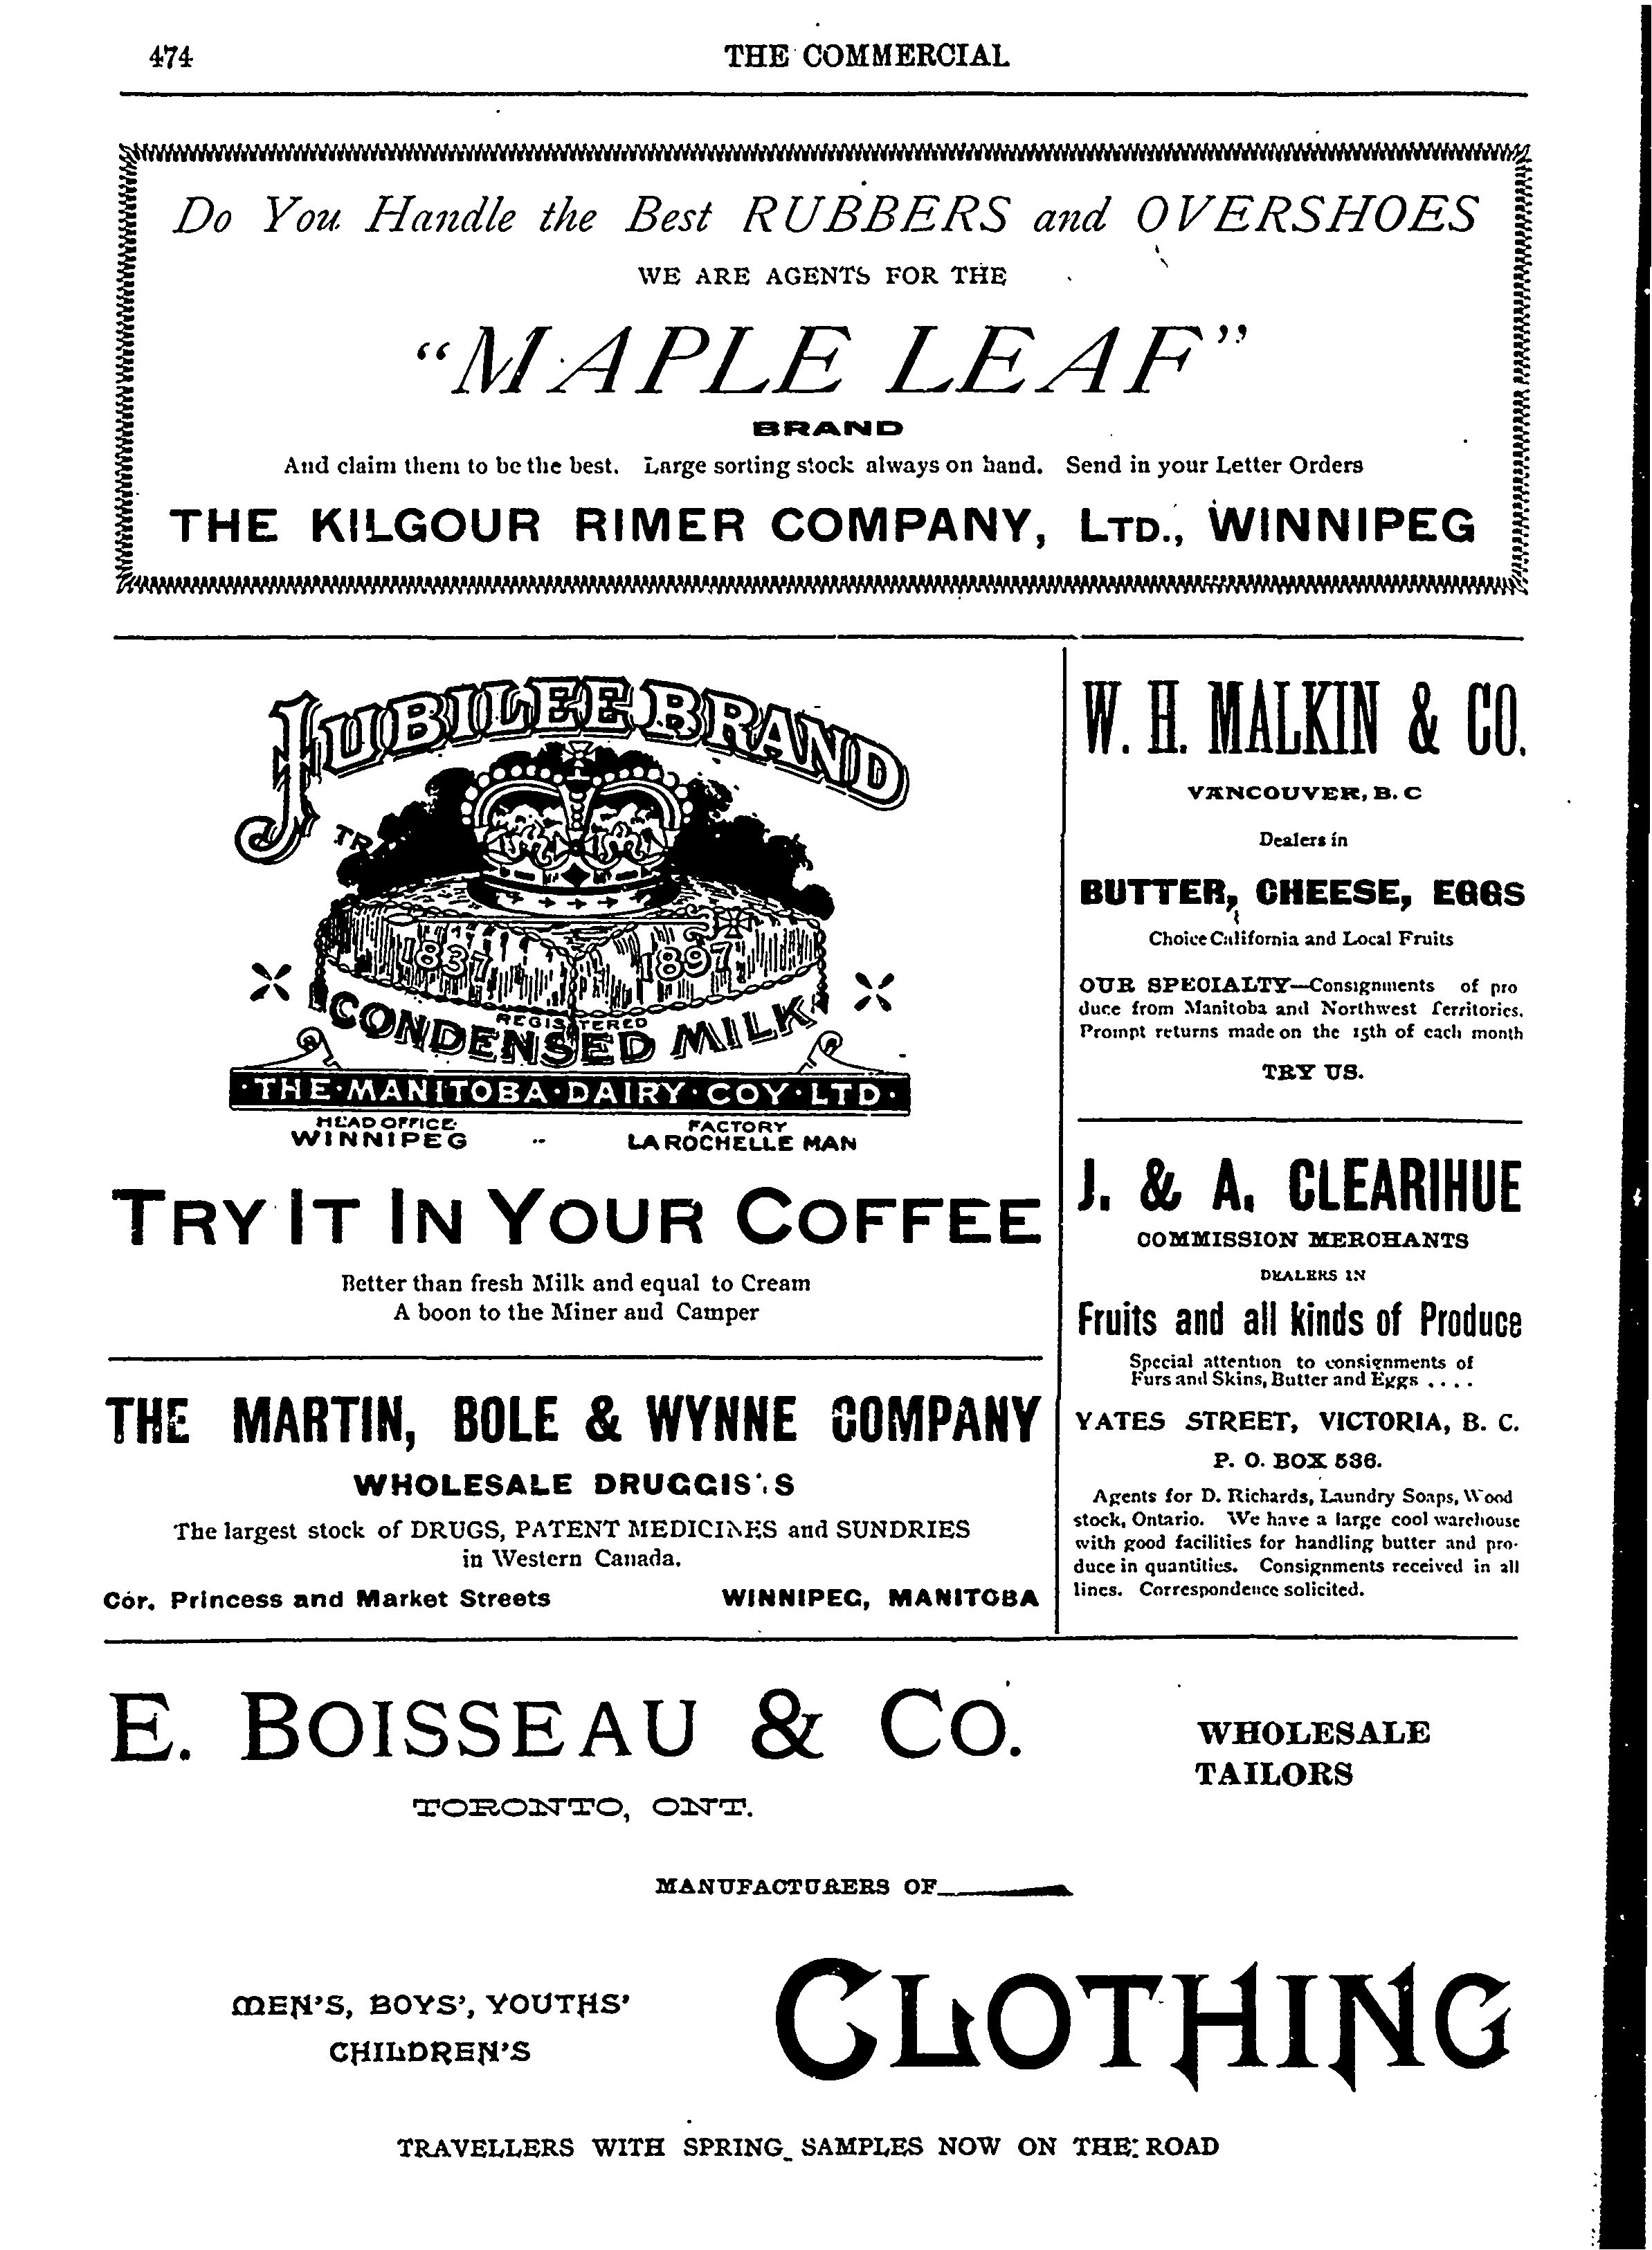 474
THE COMMERCIAL
Do You Handle the Best RUBBERS and OVERSHOES
WE ARE AGENTS FOR THE
"MAPLE LEAF"
BRAND
And claim them to be the best. Large sorting stock always on hand. Send in your Letter Orders
THE KILGOUR RIMER COMPANY, LTD., WINNIPEG
JUBILEE BRAND
TR
1837 1897
REGISTERED
CONDENSED MILK
·THE·MANITOBA·DAIRY·COY·LTD·
HEAD OFFICE
WINNIPEG
FACTORY
LA ROCHELLE MAN
TRY IT IN YOUR COFFEE
Better than fresh Milk and equal to Cream
A boon to the Miner and Camper
THE MARTIN, BOLE & WYNNE COMPANY
WHOLESALE DRUGGISTS
The largest stock of DRUGS, PATENT MEDICINES and SUNDRIES
in Western Canada.
Cor. Princess and Market Streets WINNIPEG, MANITOBA
W. H. MALKIN & CO.
VANCOUVER, B. C
Dealers in
BUTTER, CHEESE, EGGS
Choice California and Local Fruits
OUR SPECIALTY—Consignments of pro
duce from Manitoba and Northwest Territories.
Prompt returns made on the 15th of each month
TRY US.
J. & A. CLEARIHUE
COMMISSION MERCHANTS
DEALERS IN
Fruits and all kinds of Produce
Special attention to consignments of
Furs and Skins, Butter and Eggs . . . .
YATES STREET, VICTORIA, B. C.
P. O. BOX 536.
Agents for D. Richards, Laundry Soaps, Wood
stock, Ontario. We have a large cool warehouse
with good facilities for handling butter and pro-
duce in quantities. Consignments received in all
lines. Correspondence solicited.
E. BOISSEAU & CO.
TORONTO, ONT.
WHOLESALE
TAILORS
MANUFACTURERS OF
MEN'S, BOYS', YOUTHS'
CHILDREN'S
CLOTHING
TRAVELLERS WITH SPRING SAMPLES NOW ON THE ROAD